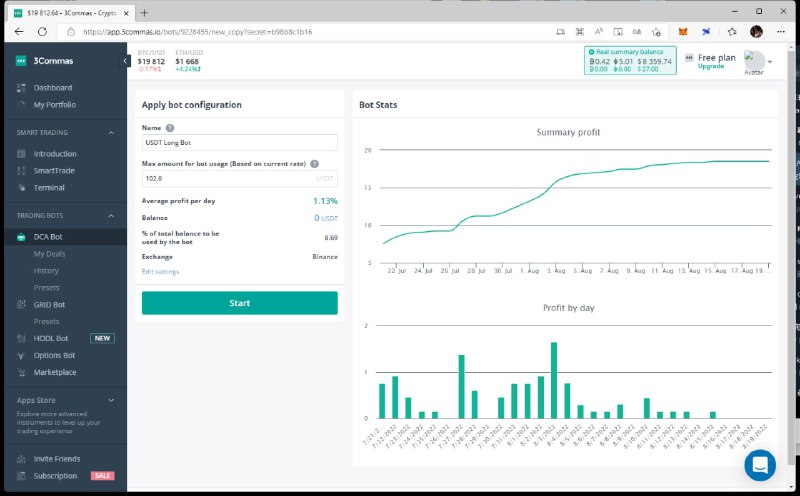 $19 812.64 - 3Commas - Crypto
https://app.3commas.io/bots/9228455/new_copy?secret=b98b8c1b16
3Commas
BTC/USD
$19 812
-0.17%
ETH/USD
$1 668
+4.24%
Real summary balance
0.42 5.01 $ 8 359.74
0.00 0.00 $ 27.00
Free plan
Upgrade
Avatar
Dashboard
My Portfolio
SMART TRADING
Introduction
SmartTrade
Terminal
TRADING BOTS
DCA Bot
My Deals
History
Presets
GRID Bot
Presets
HODL Bot NEW
Options Bot
Marketplace
Apps Store
Explore more advanced
instruments to level up your
trading experience
Invite Friends
Subscription SALE
Apply bot configuration
Name ?
USDT Long Bot
Max amount for bot usage (Based on current rate) ?
102.0 USDT
Average profit per day 1.13%
Balance 0 USDT
% of total balance to be
used by the bot 8.69
Exchange Binance
Edit settings
Start
Bot Stats
Summary profit
20
15
10
5
22. Jul 24. Jul 26. Jul 28. Jul 30. Jul 1. Aug 3. Aug 5. Aug 7. Aug 9. Aug 11. Aug 13. Aug 15. Aug 17. Aug 19. ...
Profit by day
2
1
0
7/21/2022 7/22/2022 7/23/2022 7/24/2022 7/25/2022 7/26/2022 7/27/2022 7/28/2022 7/29/2022 7/30/2022 7/31/2022 8/1/2022 8/2/2022 8/3/2022 8/4/2022 8/5/2022 8/6/2022 8/7/2022 8/8/2022 8/9/2022 8/10/2022 8/11/2022 8/12/2022 8/13/2022 8/14/2022 8/15/2022 8/16/2022 8/17/2022 8/18/2022 8/19/2022